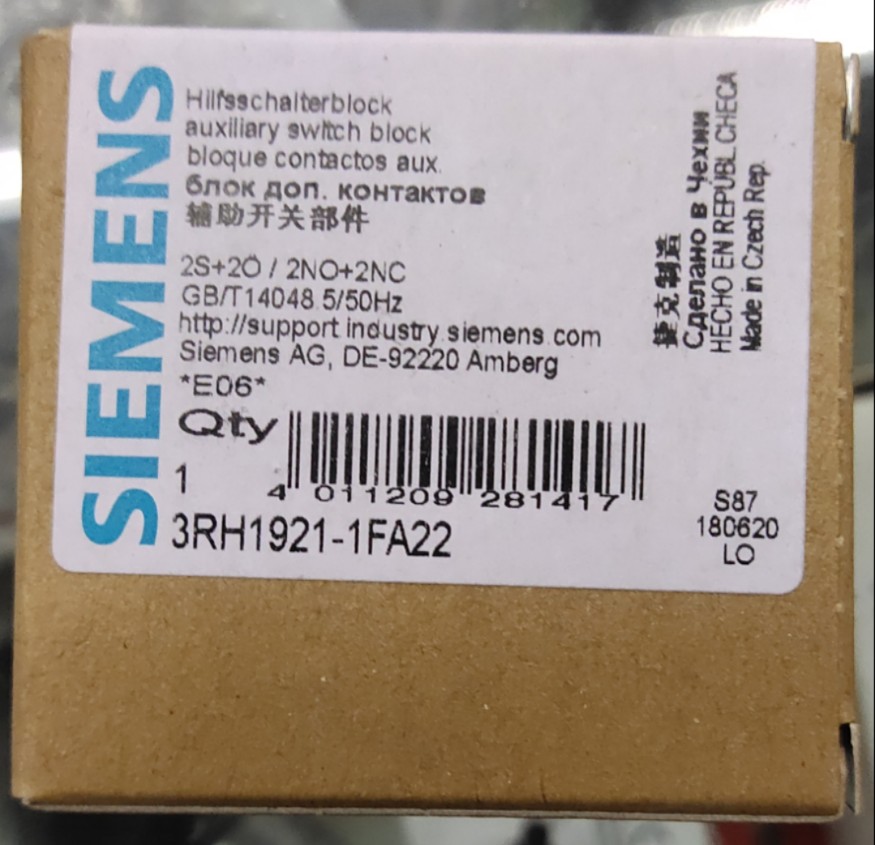 SIEMENS
Hilfsschalterblock
auxiliary switch block
bloque contactos aux.
блок доп. контактов
辅助开关部件
2S+2Ö / 2NO+2NC
GB/T14048.5/50Hz
http://support.industry.siemens.com
Siemens AG, DE-92220 Amberg
*E06*
Qty
1
4 011209 281417
3RH1921-1FA22
捷克制造
Сделано в Чехии
HECHO EN REPUBL.CHECA
Made in Czech Rep.
S87
180620
LO